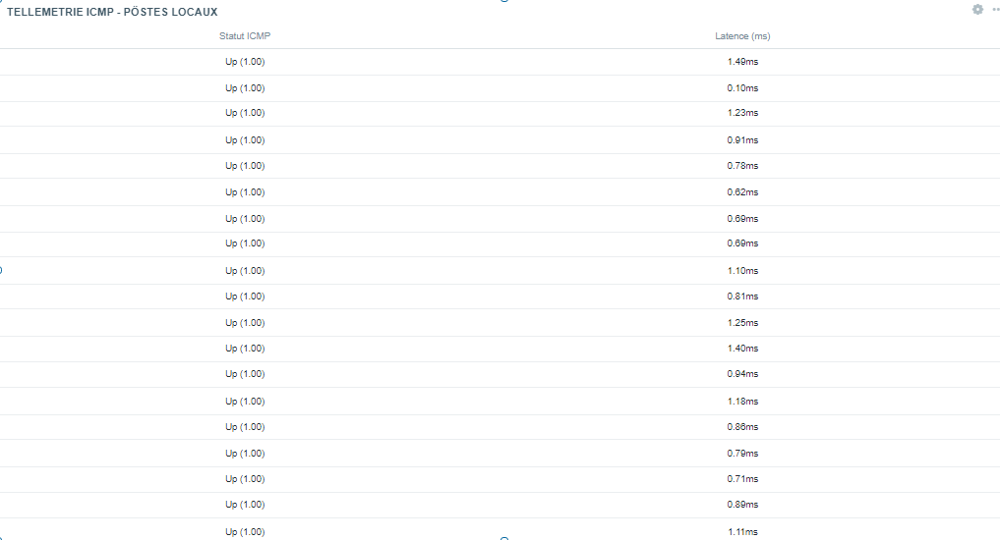 TELLEMETRIE ICMP - PÖSTES LOCAUX
Statut ICMP Latence (ms)
Up (1.00) 1.49ms
Up (1.00) 0.10ms
Up (1.00) 1.23ms
Up (1.00) 0.91ms
Up (1.00) 0.78ms
Up (1.00) 0.62ms
Up (1.00) 0.69ms
Up (1.00) 0.69ms
Up (1.00) 1.10ms
Up (1.00) 0.81ms
Up (1.00) 1.25ms
Up (1.00) 1.40ms
Up (1.00) 0.94ms
Up (1.00) 1.18ms
Up (1.00) 0.86ms
Up (1.00) 0.79ms
Up (1.00) 0.71ms
Up (1.00) 0.89ms
Up (1.00) 1.11ms